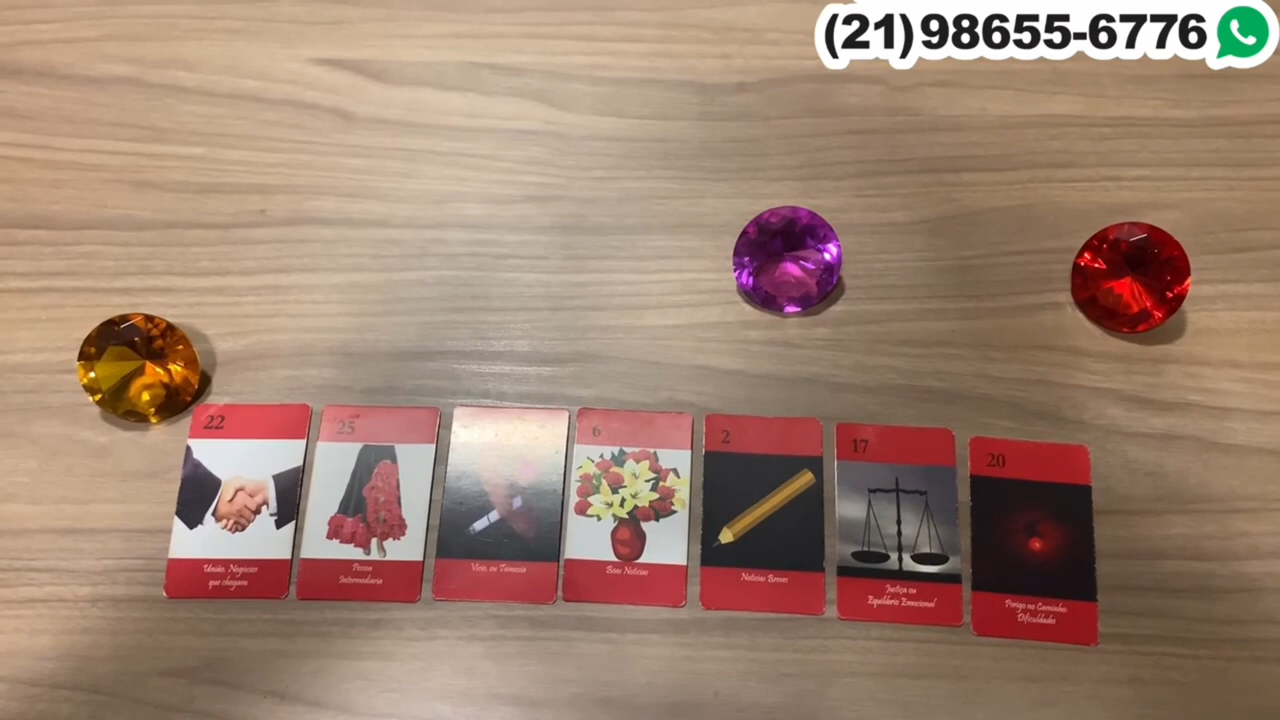 (21)98655-6776
22
União, Negócios
que chegam
25
Pessoa
Intermediária
Vício, ou Teimosia
6
Boas Notícias
2
Notícias Breves
17
Justiça ou
Equilíbrio Emocional
20
Perigo no Caminho.
Dificuldades